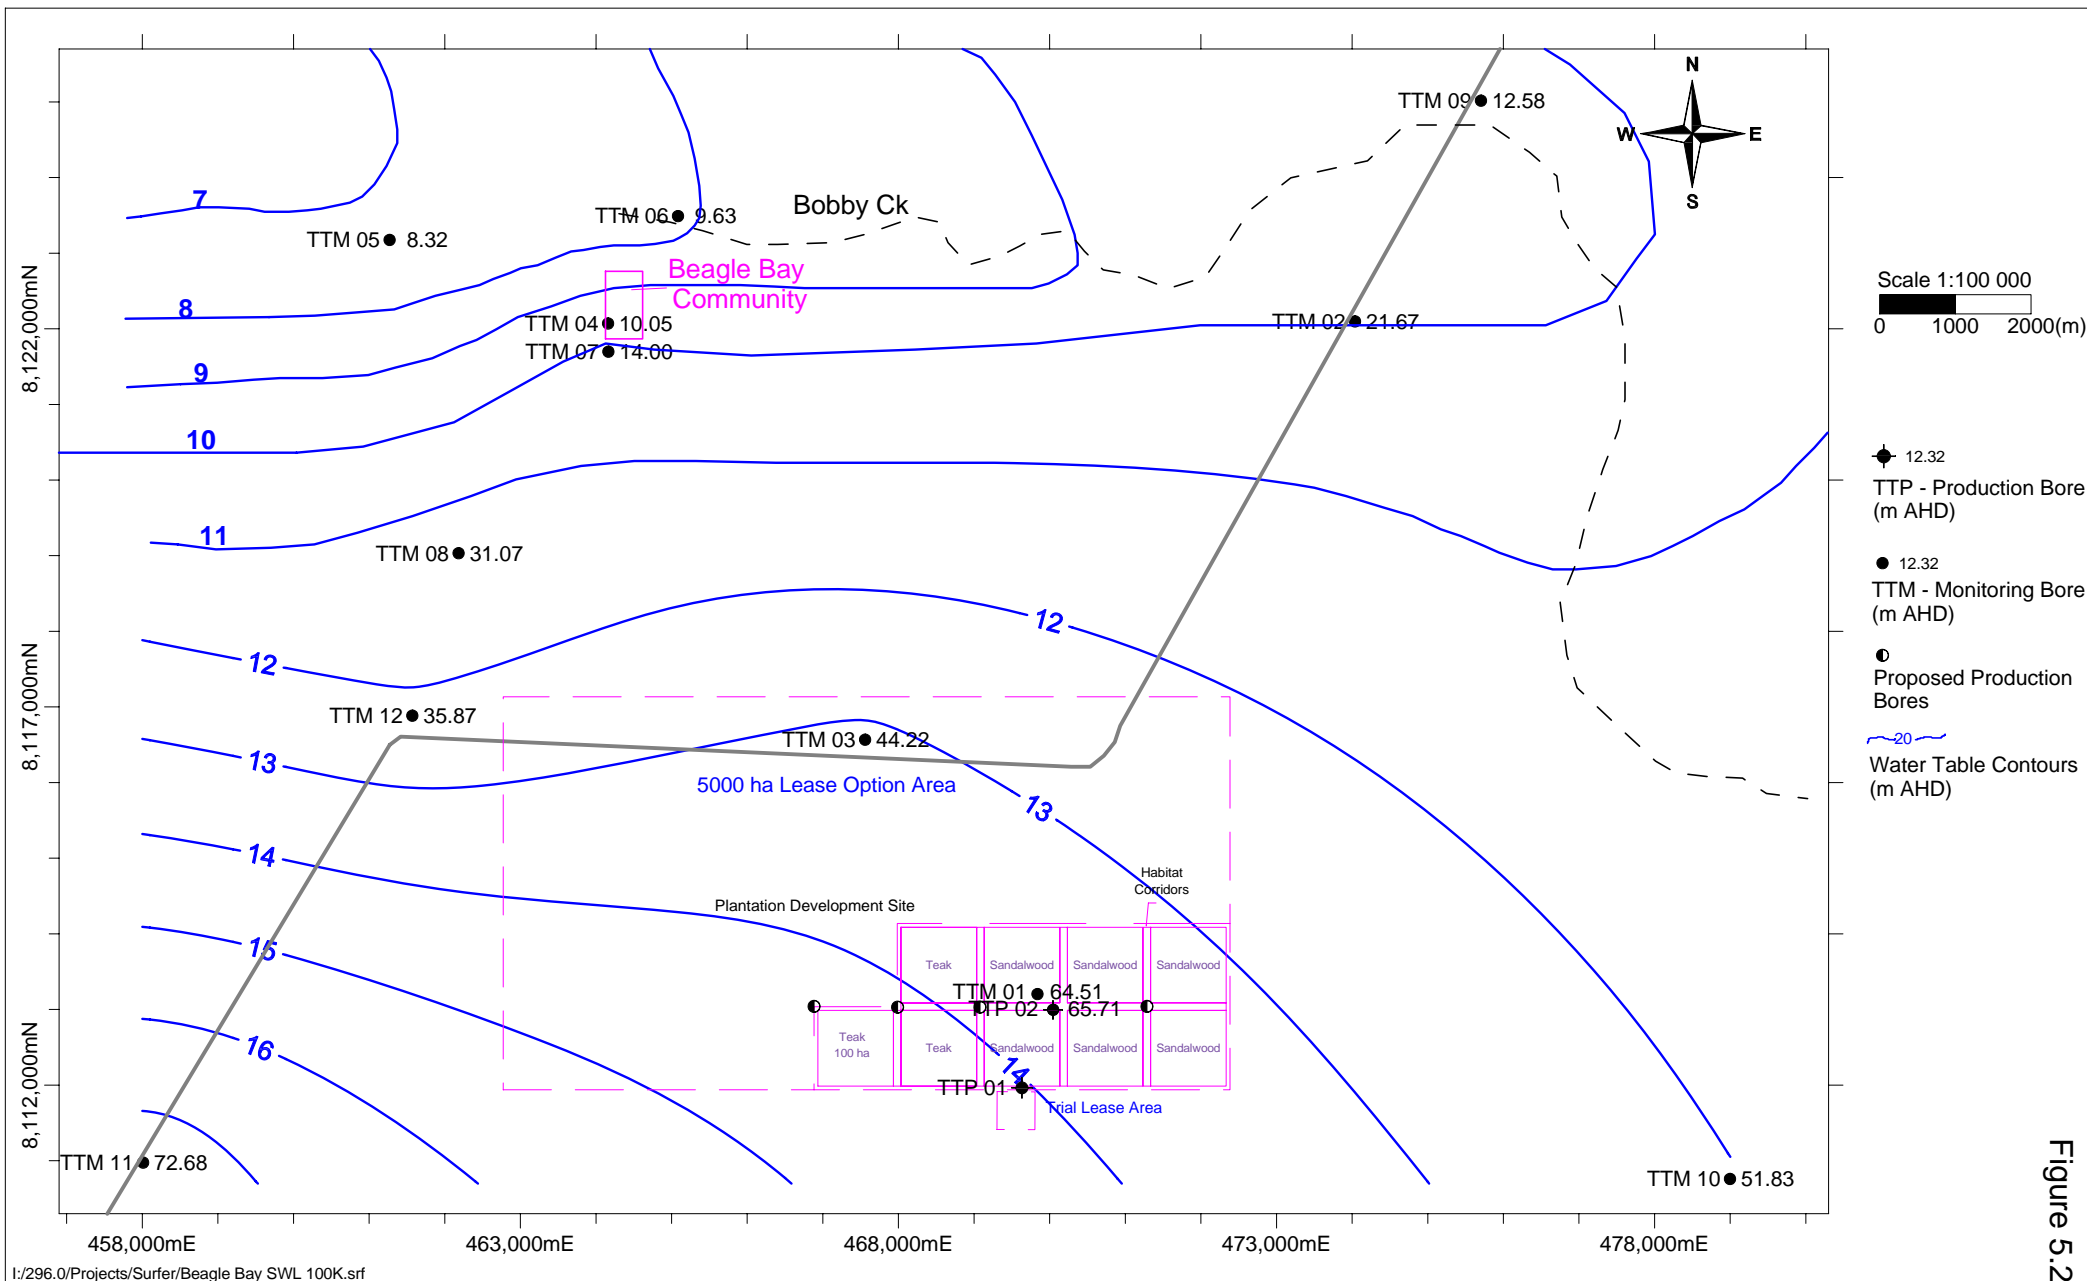 N
W
E
S
TTM 09 12.58
7
TTM 06 9.63
Bobby Ck
TTM 05 8.32
Beagle Bay
Community
Scale 1:100 000
0 1000 2000(m)
8
TTM 04 10.05
TTM 02 21.67
TTM 07 14.00
9
8,122,000mN
10
12.32
TTP - Production Bore
(m AHD)
11
TTM 08 31.07
12.32
TTM - Monitoring Bore
(m AHD)
12
12
Proposed Production
Bores
TTM 12 35.87
TTM 03 44.22
8,117,000mN
20
Water Table Contours
(m AHD)
13
5000 ha Lease Option Area
13
14
Habitat
Corridors
Plantation Development Site
15
Teak
Sandalwood
Sandalwood
Sandalwood
TTM 01 64.51
TTP 02 65.71
16
Teak
100 ha
Teak
Sandalwood
Sandalwood
Sandalwood
14
8,112,000mN
TTP 01
Trial Lease Area
TTM 11 72.68
TTM 10 51.83
458,000mE
463,000mE
468,000mE
473,000mE
478,000mE
Figure 5.2
I:/296.0/Projects/Surfer/Beagle Bay SWL 100K.srf